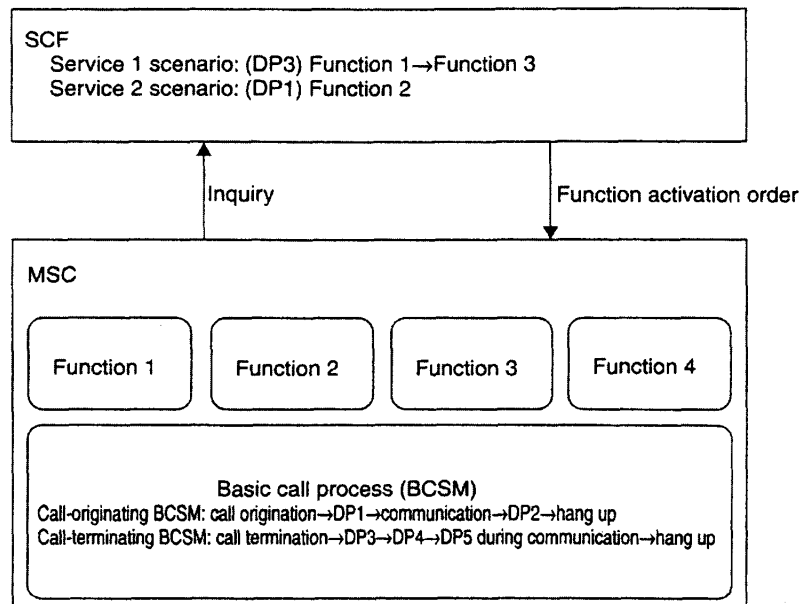 SCF
Service 1 scenario: (DP3) Function 1→Function 3
Service 2 scenario: (DP1) Function 2
Inquiry
Function activation order
MSC
Function 1
Function 2
Function 3
Function 4
Basic call process (BCSM)
Call-originating BCSM: call origination→DP1→communication→DP2→hang up
Call-terminating BCSM: call termination→DP3→DP4→DP5 during communication→hang up